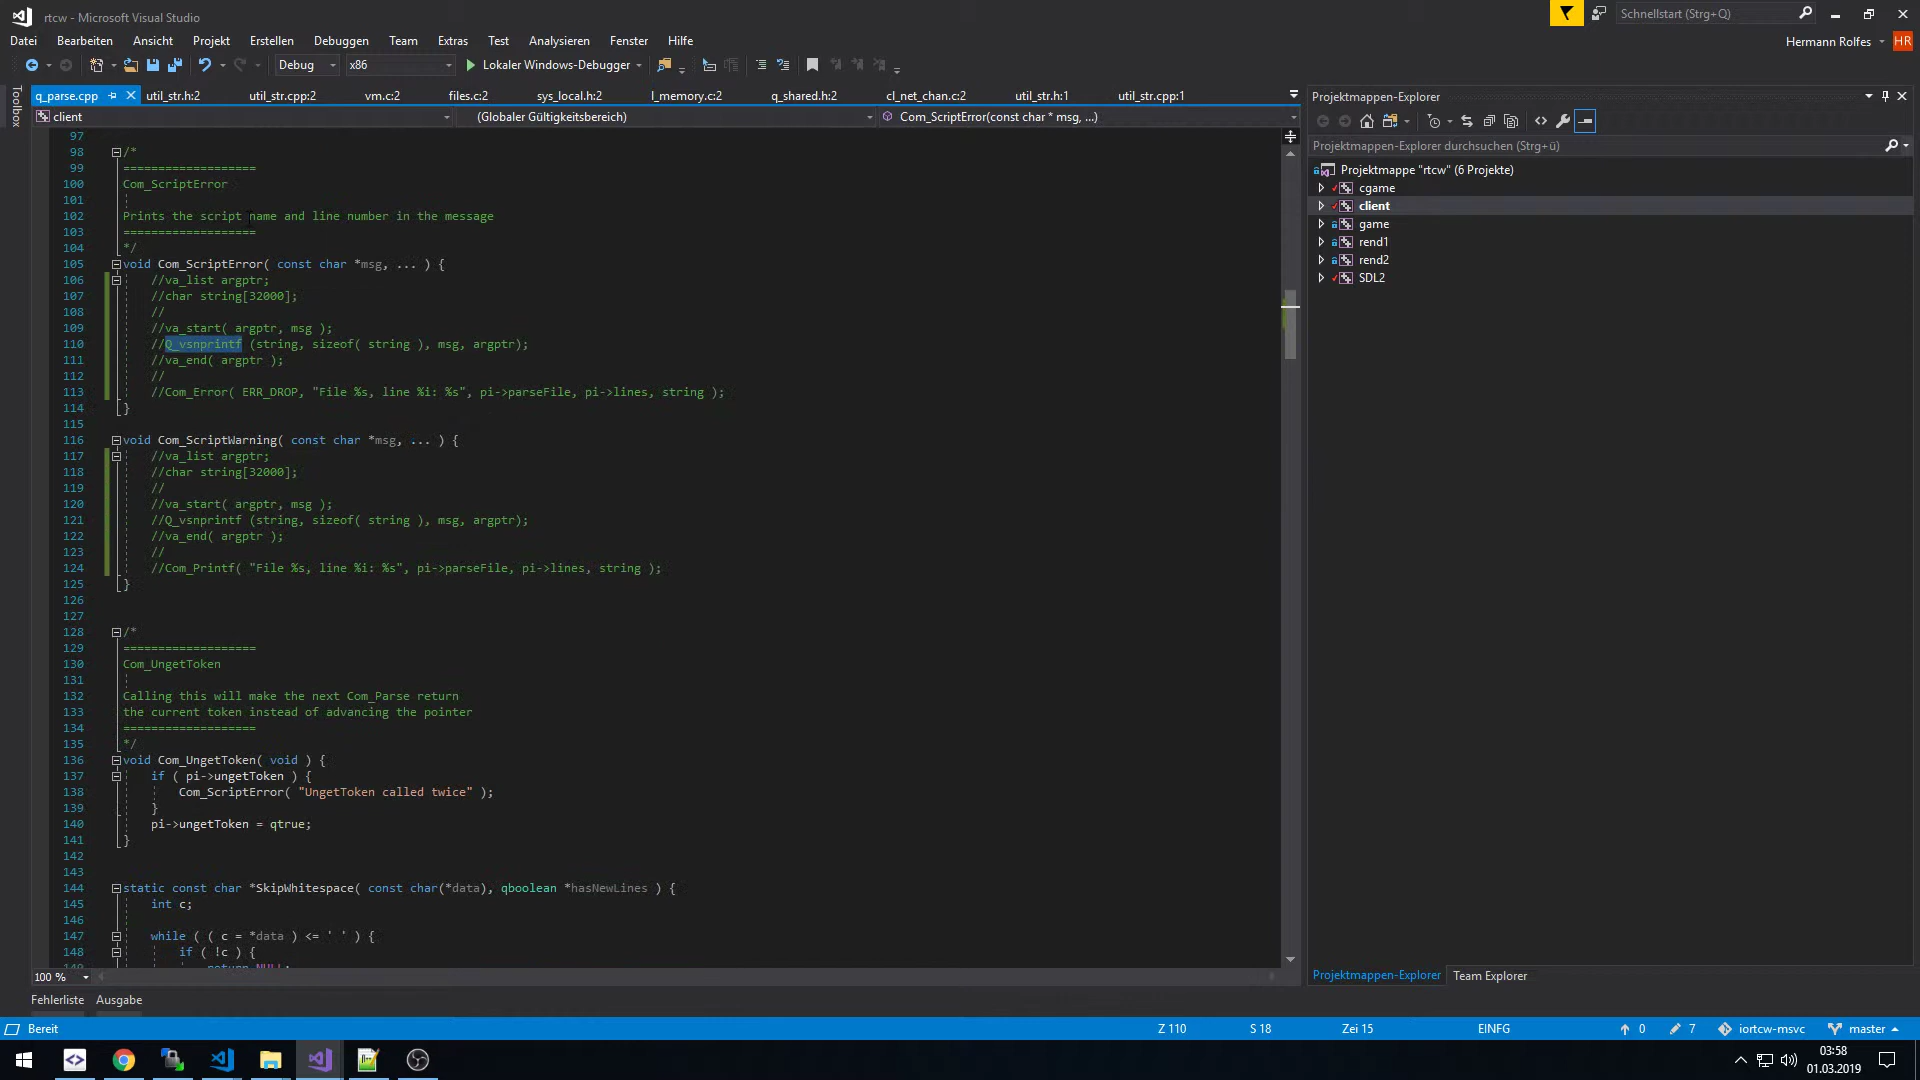 rtcw - Microsoft Visual Studio
Schnellstart (Strg+Q)
Datei Bearbeiten Ansicht Projekt Erstellen Debuggen Team Extras Test Analysieren Fenster Hilfe
Hermann Rolfes HR
Debug x86 Lokaler Windows-Debugger
Toolbox
q_parse.cpp util_str.h:2 util_str.cpp:2 vm.c:2 files.c:2 sys_local.h:2 l_memory.c:2 q_shared.h:2 cl_net_chan.c:2 util_str.h:1 util_str.cpp:1
client (Globaler Gültigkeitsbereich) Com_ScriptError(const char * msg, ...)
97
98 /*
99 ===================
100 Com_ScriptError
101
102 Prints the script name and line number in the message
103 ===================
104 */
105 void Com_ScriptError( const char *msg, ... ) {
106 //va_list argptr;
107 //char string[32000];
108 //
109 //va_start( argptr, msg );
110 //Q_vsnprintf (string, sizeof( string ), msg, argptr);
111 //va_end( argptr );
112 //
113 //Com_Error( ERR_DROP, "File %s, line %i: %s", pi->parseFile, pi->lines, string );
114 }
115
116 void Com_ScriptWarning( const char *msg, ... ) {
117 //va_list argptr;
118 //char string[32000];
119 //
120 //va_start( argptr, msg );
121 //Q_vsnprintf (string, sizeof( string ), msg, argptr);
122 //va_end( argptr );
123 //
124 //Com_Printf( "File %s, line %i: %s", pi->parseFile, pi->lines, string );
125 }
126
127
128 /*
129 ===================
130 Com_UngetToken
131
132 Calling this will make the next Com_Parse return
133 the current token instead of advancing the pointer
134 ===================
135 */
136 void Com_UngetToken( void ) {
137 if ( pi->ungetToken ) {
138 Com_ScriptError( "UngetToken called twice" );
139 }
140 pi->ungetToken = qtrue;
141 }
142
143
144 static const char *SkipWhitespace( const char(*data), qboolean *hasNewLines ) {
145 int c;
146
147 while ( ( c = *data ) <= ' ' ) {
148 if ( !c ) {
149 return NULL;
100 %
Projektmappen-Explorer
Projektmappen-Explorer durchsuchen (Strg+ü)
Projektmappe "rtcw" (6 Projekte)
cgame
client
game
rend1
rend2
SDL2
Projektmappen-Explorer Team Explorer
Fehlerliste Ausgabe
Bereit Z 110 S 18 Zei 15 EINFG 0 7 iortcw-msvc master
03:58
01.03.2019